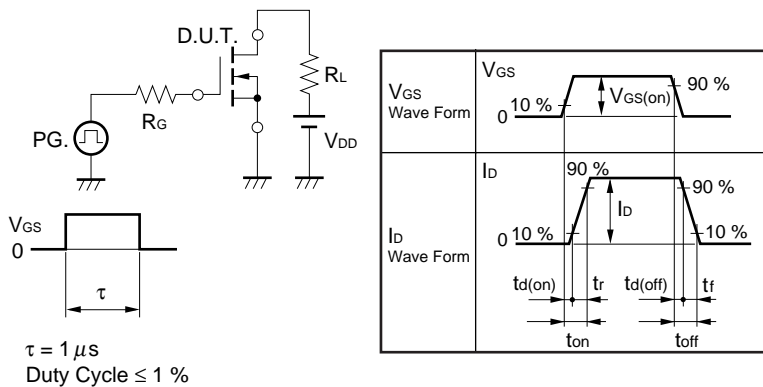 D.U.T.
RL
RG
PG.
VDD
VGS
0
τ
τ = 1 μs
Duty Cycle ≤ 1 %
VGS
Wave Form
VGS
10 %
0
VGS(on)
90 %
ID
Wave Form
ID
90 %
90 %
ID
0 10 %
10 %
td(on) tr td(off) tf
ton toff